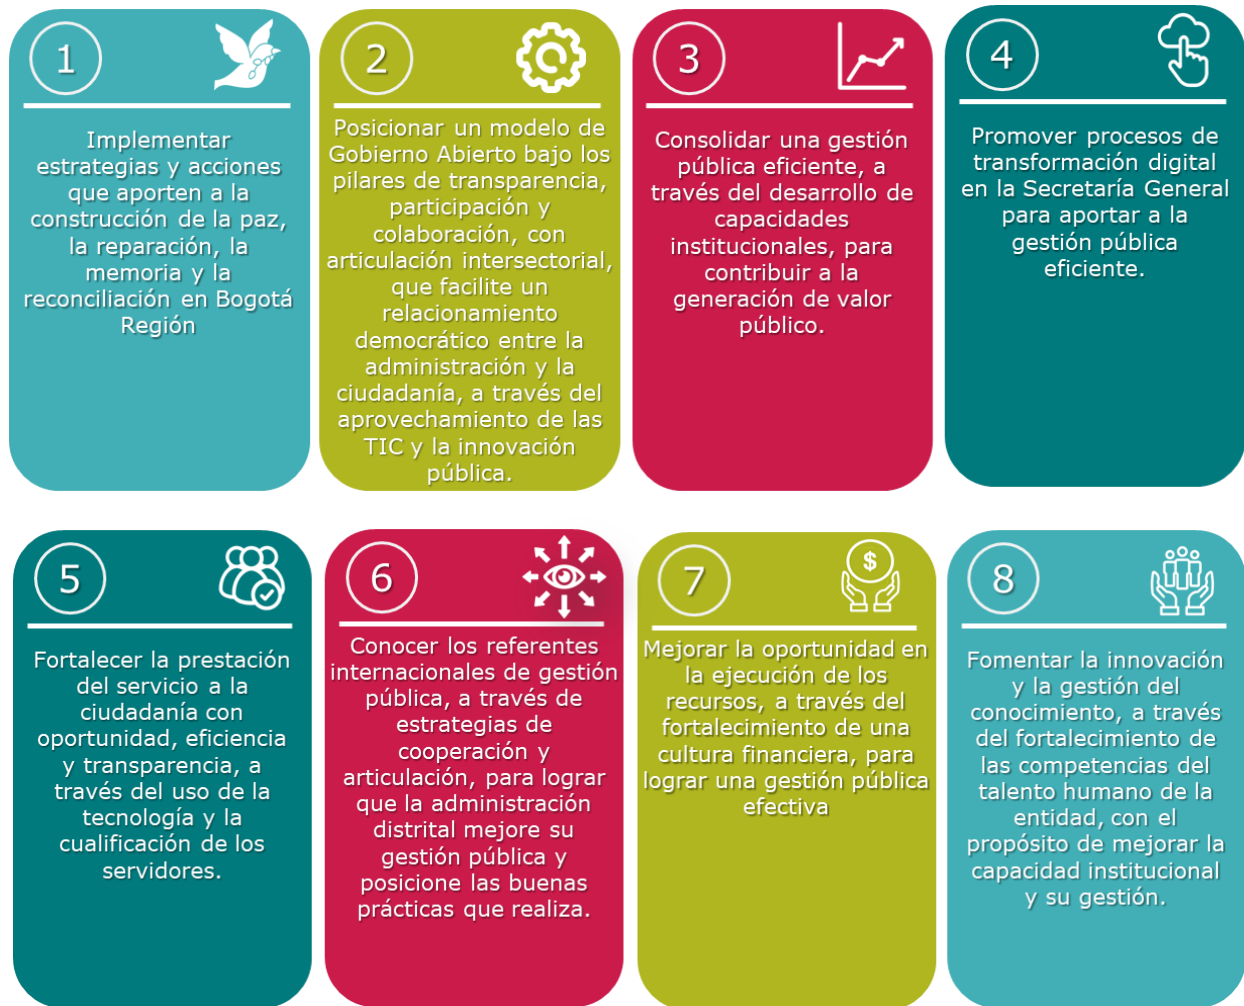 1
Implementar
estrategias y acciones
que aporten a la
construcción de la paz,
la reparación, la
memoria y la
reconciliación en Bogotá
Región
2
Posicionar un modelo de
Gobierno Abierto bajo los
pilares de transparencia,
participación y
colaboración, con
articulación intersectorial,
que facilite un
relacionamiento
democrático entre la
administración y la
ciudadanía, a través del
aprovechamiento de las
TIC y la innovación
pública.
3
Consolidar una gestión
pública eficiente, a
través del desarrollo de
capacidades
institucionales, para
contribuir a la
generación de valor
público.
4
Promover procesos de
transformación digital
en la Secretaría General
para aportar a la
gestión pública
eficiente.
5
Fortalecer la prestación
del servicio a la
ciudadanía con
oportunidad, eficiencia
y transparencia, a
través del uso de la
tecnología y la
cualificación de los
servidores.
6
Conocer los referentes
internacionales de gestión
pública, a través de
estrategias de
cooperación y
articulación, para lograr
que la administración
distrital mejore su
gestión pública y
posicione las buenas
prácticas que realiza.
7
$
Mejorar la oportunidad en
la ejecución de los
recursos, a través del
fortalecimiento de una
cultura financiera, para
lograr una gestión pública
efectiva
8
Fomentar la innovación
y la gestión del
conocimiento, a través
del fortalecimiento de
las competencias del
talento humano de la
entidad, con el
propósito de mejorar la
capacidad institucional
y su gestión.